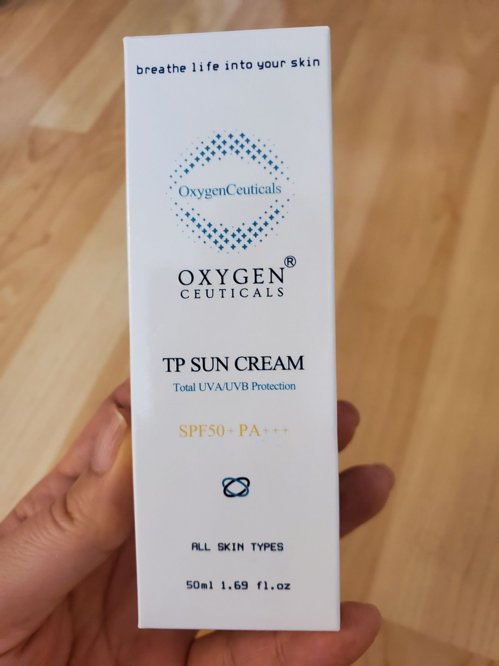 breathe life into your skin
OxygenCeuticals
OXYGEN®
CEUTICALS
TP SUN CREAM
Total UVA/UVB Protection
SPF50+ PA+++
ALL SKIN TYPES
50ml 1.69 fl.oz